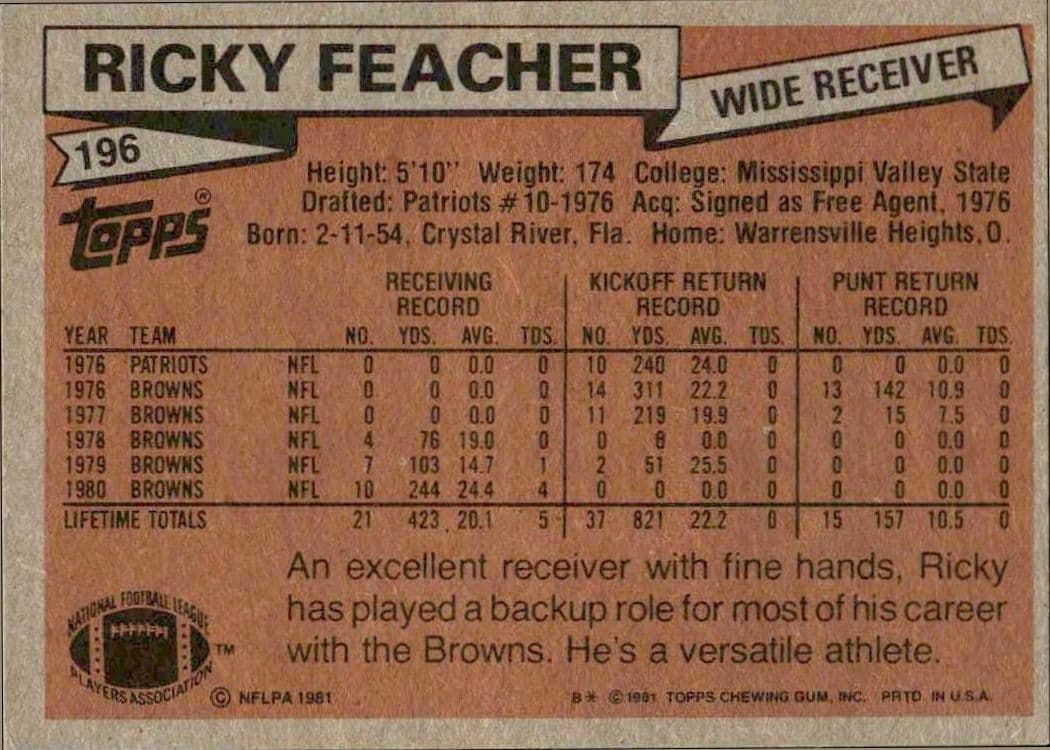 RICKY FEACHER
WIDE RECEIVER
196
Topps®
Height: 5'10" Weight: 174 College: Mississippi Valley State
Drafted: Patriots #10-1976 Acq: Signed as Free Agent, 1976
Born: 2-11-54, Crystal River, Fla. Home: Warrensville Heights, O.
RECEIVING RECORD KICKOFF RETURN RECORD PUNT RETURN RECORD
YEAR TEAM NO. YDS. AVG. TDS. NO. YDS. AVG. TDS. NO. YDS. AVG. TDS.
1976 PATRIOTS NFL 0 0 0.0 0 10 240 24.0 0 0 0 0.0 0
1976 BROWNS NFL 0 0 0.0 0 14 311 22.2 0 13 142 10.9 0
1977 BROWNS NFL 0 0 0.0 0 11 219 19.9 0 2 15 7.5 0
1978 BROWNS NFL 4 76 19.0 0 0 0 0.0 0 0 0 0.0 0
1979 BROWNS NFL 7 103 14.7 1 2 51 25.5 0 0 0 0.0 0
1980 BROWNS NFL 10 244 24.4 4 0 0 0.0 0 0 0 0.0 0
LIFETIME TOTALS 21 423 20.1 5 37 821 22.2 0 15 157 10.5 0
An excellent receiver with fine hands, Ricky
has played a backup role for most of his career
with the Browns. He's a versatile athlete.
NATIONAL FOOTBALL LEAGUE
PLAYERS ASSOCIATION
TM
© NFLPA 1981
B* © 1981 TOPPS CHEWING GUM, INC. PRTD. IN U.S.A.